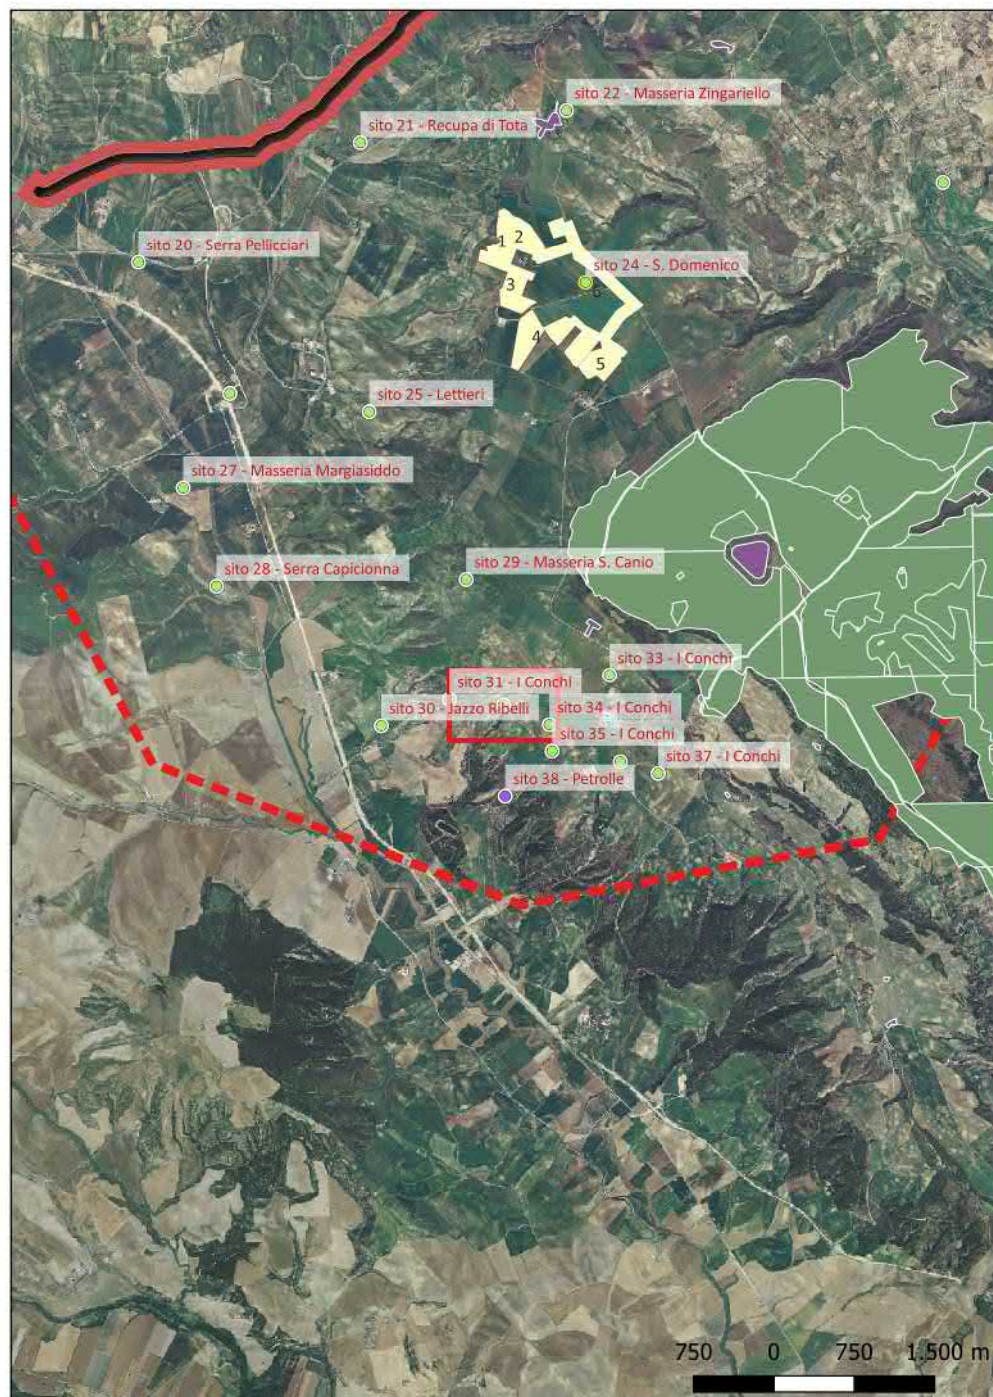 sito 22 - Masseria Zingariello
sito 21 - Recupa di Tota
sito 20 - Serra Pellicciari
1
2
sito 24 - S. Domenico
3
6
4
5
sito 25 - Lettieri
sito 27 - Masseria Margiasiddo
sito 28 - Serra Capicionna
sito 29 - Masseria S. Canio
sito 33 - I Conchi
sito 31 - I Conchi
sito 30 - Jazzo Ribelli
sito 34 - I Conchi
sito 35 - I Conchi
sito 37 - I Conchi
sito 38 - Petrolle
750 0 750 1.500 m